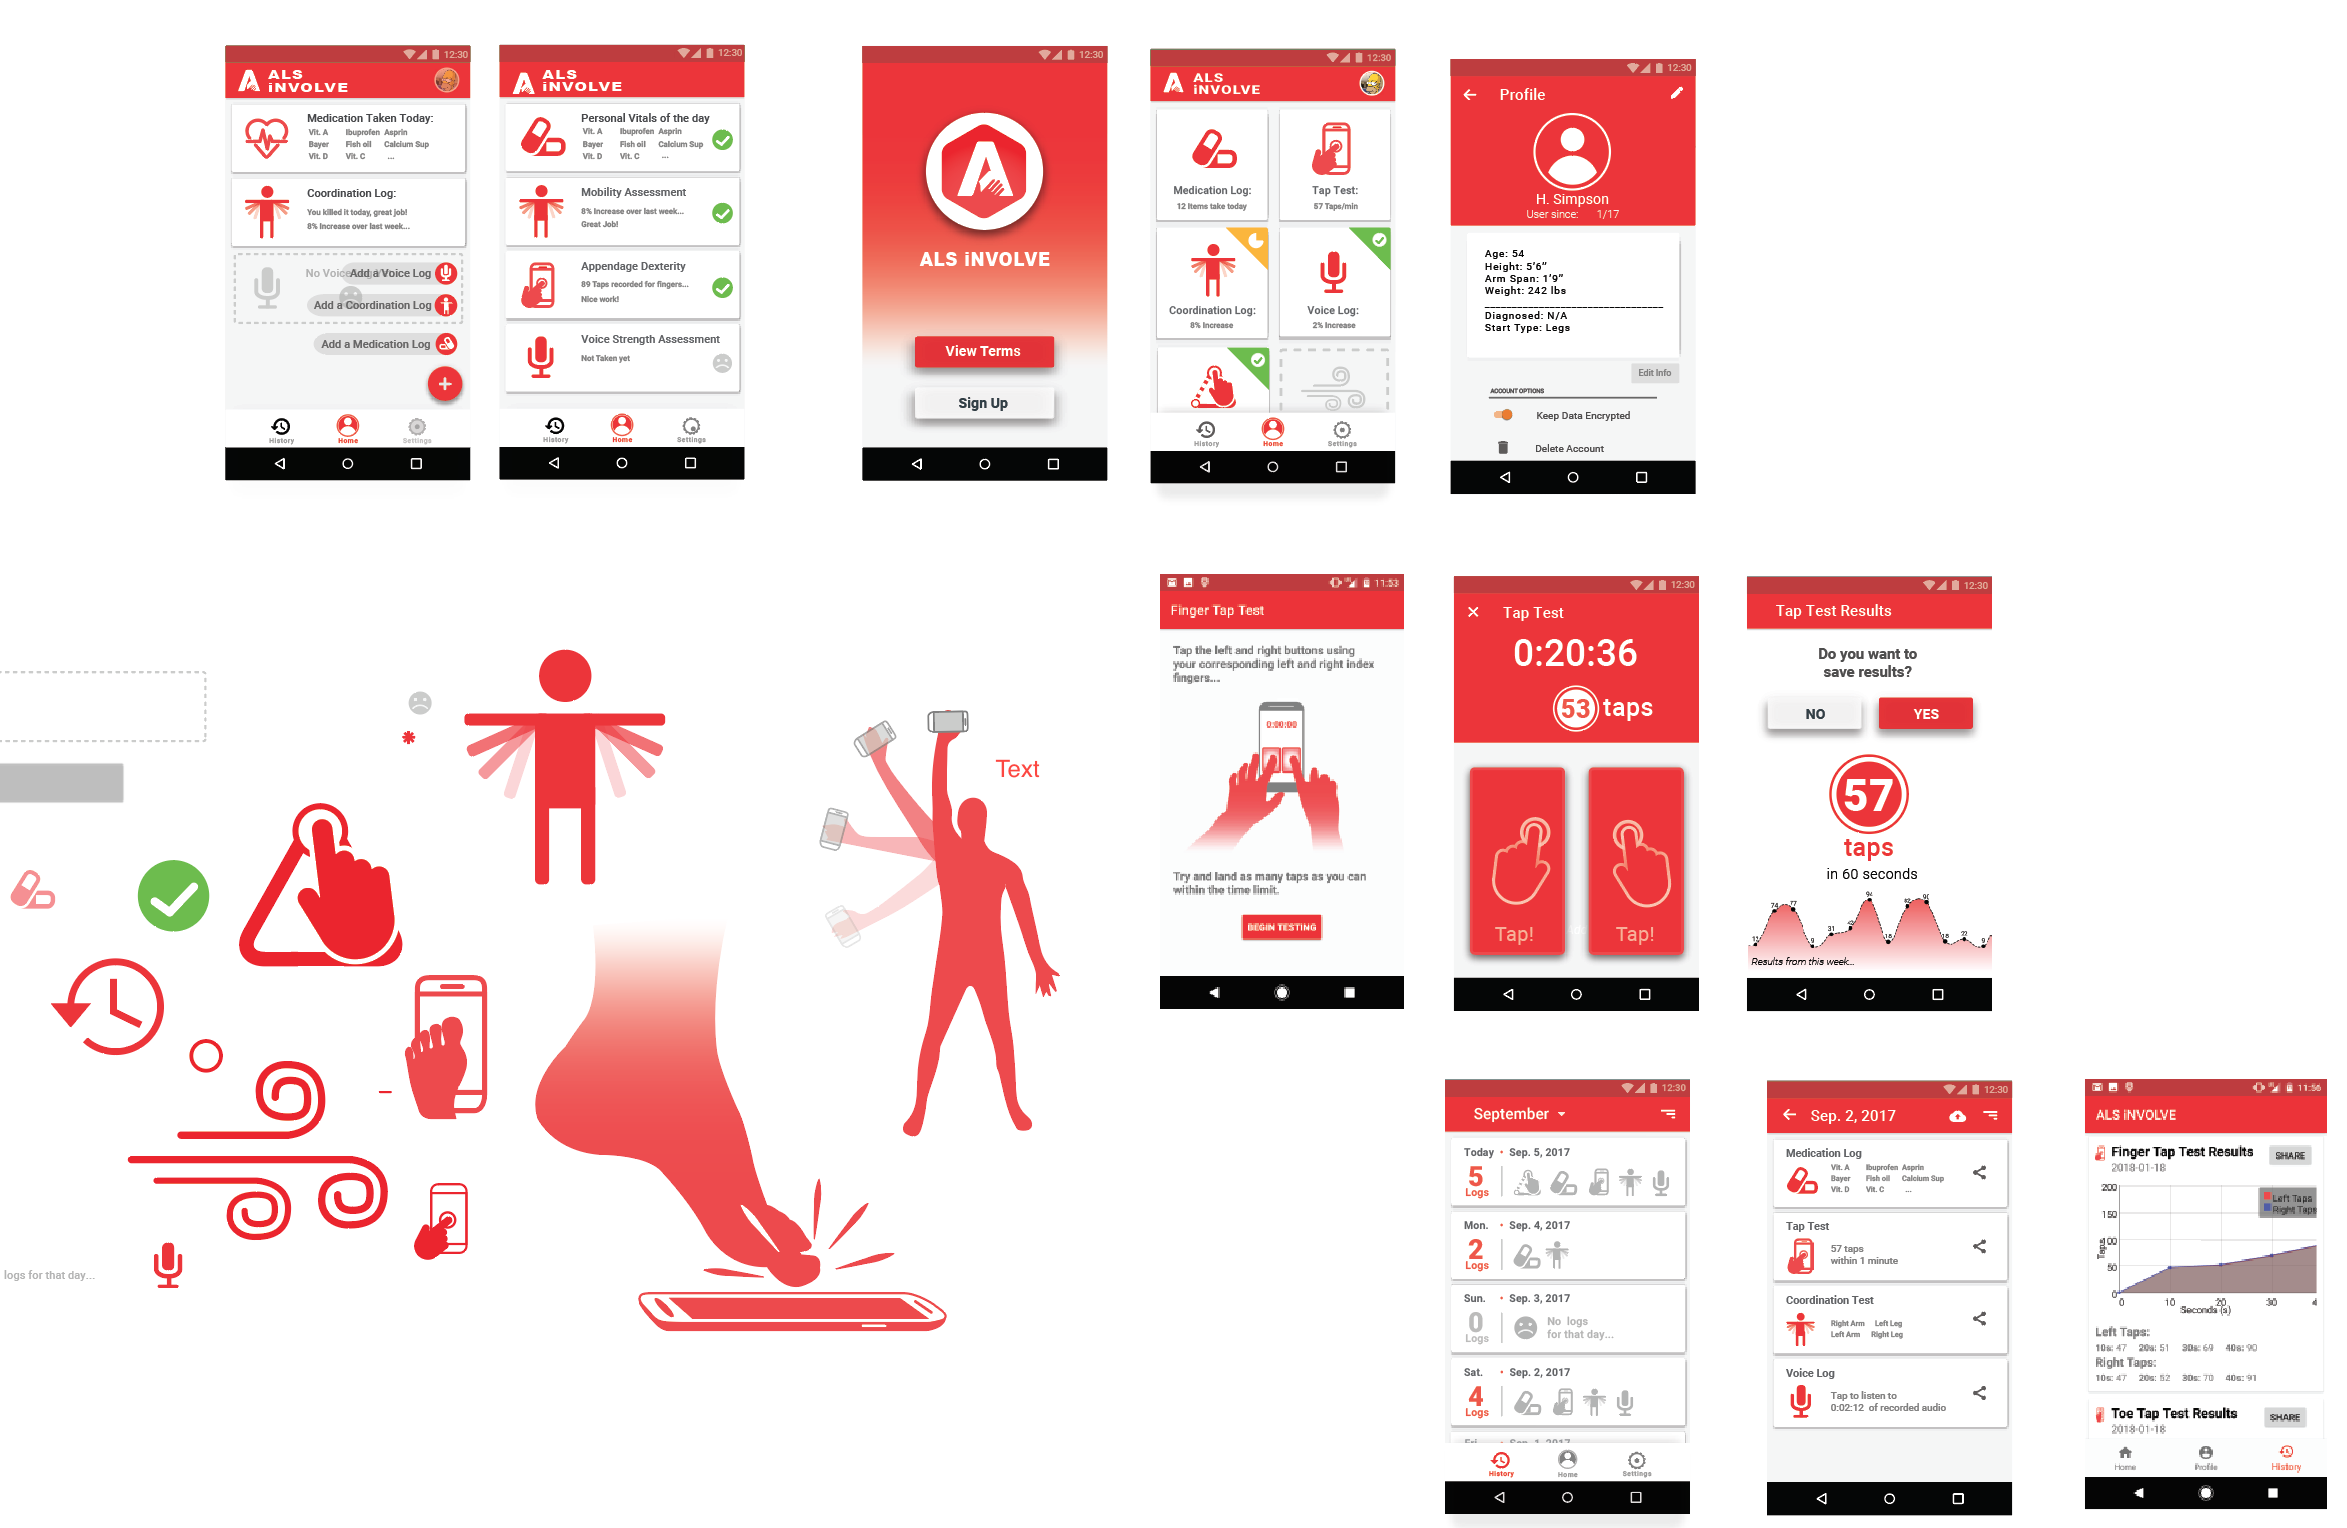 12:30
ALS
iNVOLVE
Medication Taken Today:
Vit. A Ibuprofen Asprin
Bayer Fish oil Calcium Sup
Vit. D Vit. C ...
Coordination Log:
You killed it today, great job!
8% Increase over last week...
No Voice
Add a Voice Log
Add a Coordination Log
Add a Medication Log
History Home Settings
12:30
ALS
iNVOLVE
Personal Vitals of the day
Vit. A Ibuprofen Asprin
Bayer Fish oil Calcium Sup
Vit. D Vit. C ...
Mobility Assessment
8% Increase over last week...
Great Job!
Appendage Dexterity
89 Taps recorded for fingers...
Nice work!
Voice Strength Assessment
Not Taken yet
History Home Settings
12:30
ALS iNVOLVE
View Terms
Sign Up
12:30
ALS
iNVOLVE
Medication Log:
12 Items take today
Tap Test:
57 Taps/min
Coordination Log:
8% Increase
Voice Log:
2% Increase
History Home Settings
12:30
Profile
H. Simpson
User since: 1/17
Age: 54
Height: 5'6"
Arm Span: 1'9"
Weight: 242 lbs
Diagnosed: N/A
Start Type: Legs
Edit Info
ACCOUNT OPTIONS
Keep Data Encrypted
Delete Account
Text
logs for that day...
11:53
Finger Tap Test
Tap the left and right buttons using
your corresponding left and right index
fingers...
0:00:00
Try and land as many taps as you can
within the time limit.
BEGIN TESTING
12:30
Tap Test
0:20:36
53 taps
Tap! Tap!
12:30
Tap Test Results
Do you want to
save results?
NO YES
57
taps
in 60 seconds
74 77 9 31 94 18 22 9
Results from this week...
12:30
September
Today • Sep. 5, 2017
5
Logs
Mon. • Sep. 4, 2017
2
Logs
Sun. • Sep. 3, 2017
0
Logs
No logs
for that day...
Sat. • Sep. 2, 2017
4
Logs
History Home Settings
12:30
Sep. 2, 2017
Medication Log
Vit. A Ibuprofen Asprin
Bayer Fish oil Calcium Sup
Vit. D Vit. C ...
Tap Test
57 taps
within 1 minute
Coordination Test
Right Arm Left Leg
Left Arm Right Leg
Voice Log
Tap to listen to
0:02:12 of recorded audio
11:56
ALS iNVOLVE
Finger Tap Test Results
SHARE
2018-01-18
200
150
100
50
0
Taps
Left Taps
Right Taps
0 10 20 30 4
Seconds (s)
Left Taps:
10s: 47 20s: 51 30s: 69 40s: 90
Right Taps:
10s: 47 20s: 52 30s: 70 40s: 91
Toe Tap Test Results
SHARE
2018-01-18
Home Profile History